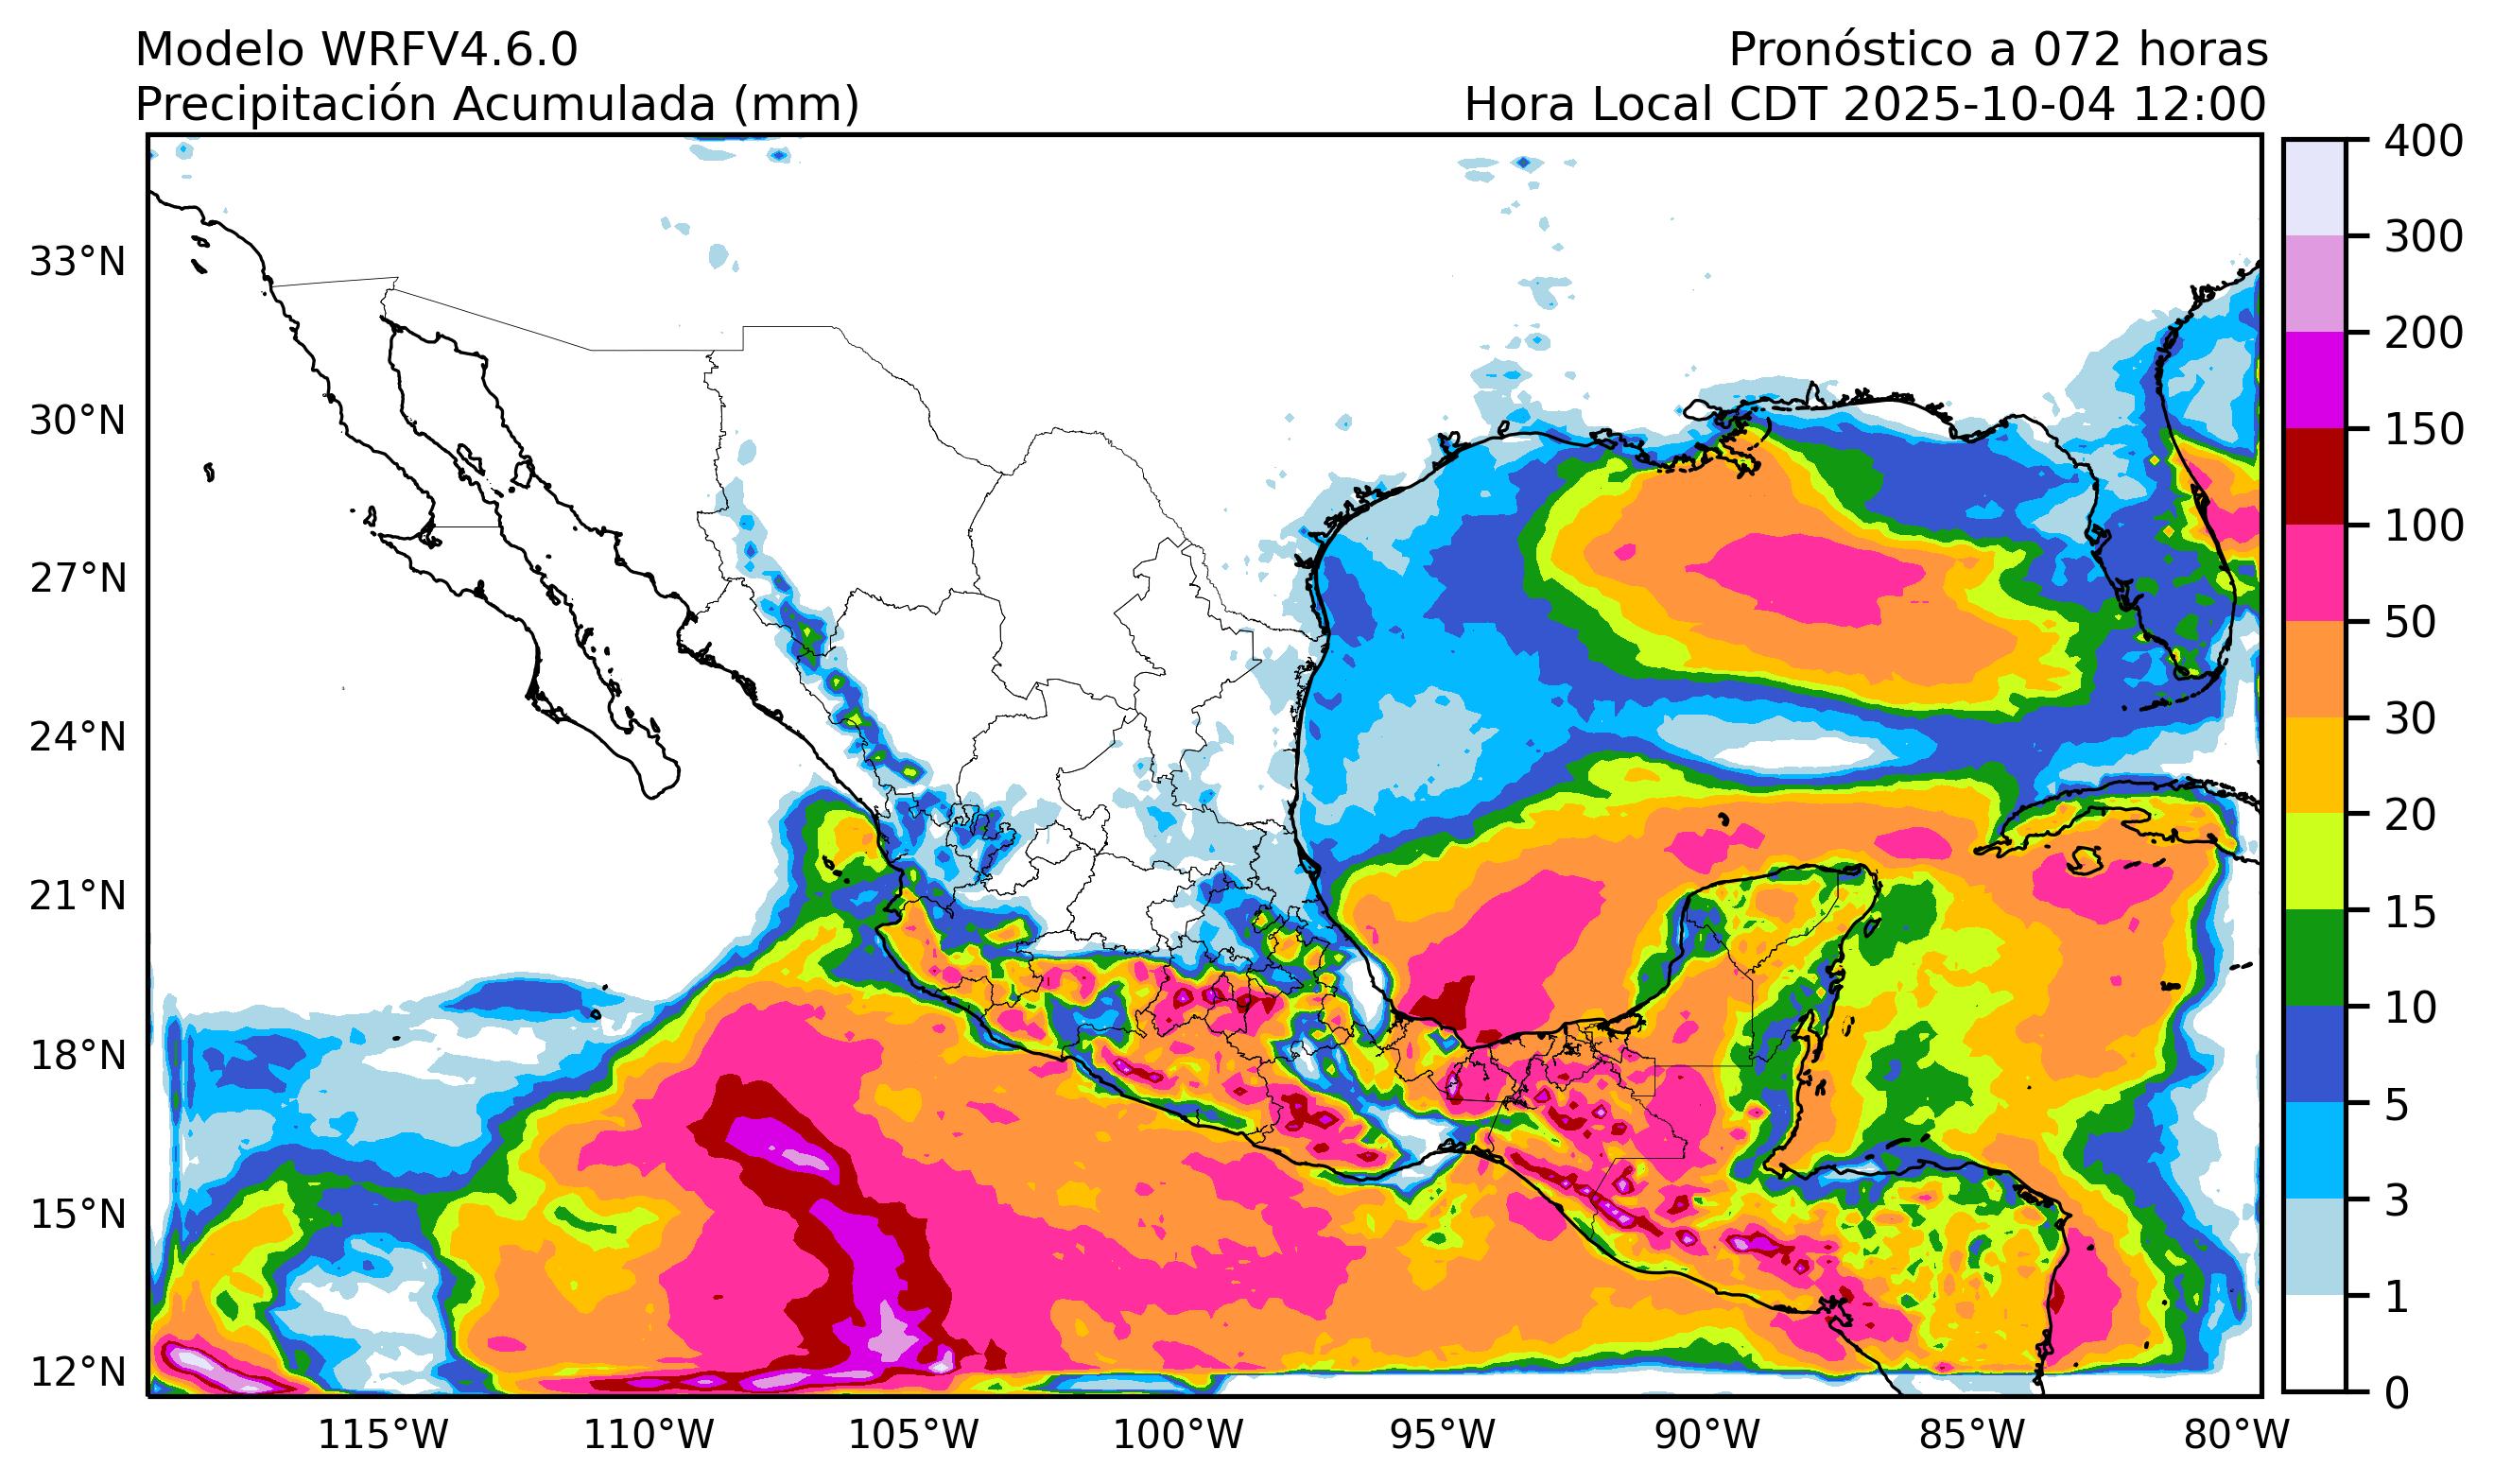 Modelo WRFV4.6.0
Pronóstico a 072 horas
Precipitación Acumulada (mm)
Hora Local CDT 2025-10-04 12:00
33°N
30°N
27°N
24°N
21°N
18°N
15°N
12°N
115°W
110°W
105°W
100°W
95°W
90°W
85°W
80°W
400
300
200
150
100
50
30
20
15
10
5
3
1
0